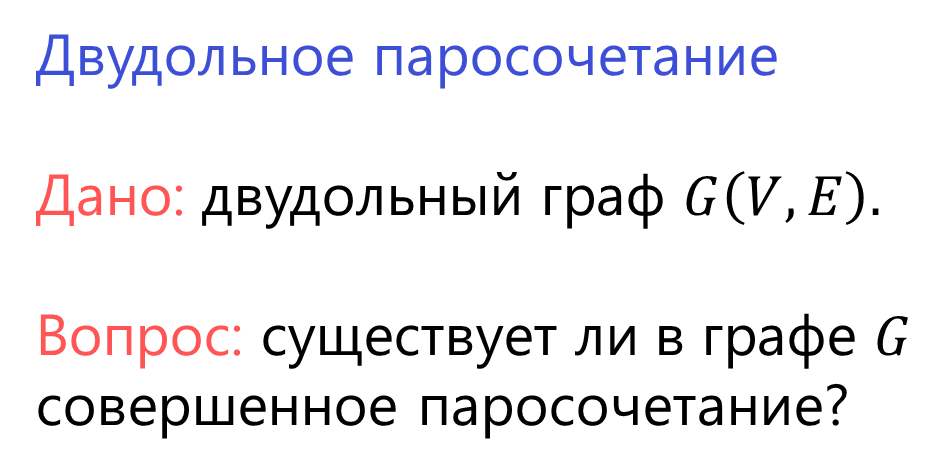 Двудольное паросочетание
Дано: двудольный граф G(V, E).
Вопрос: существует ли в графе G
совершенное паросочетание?